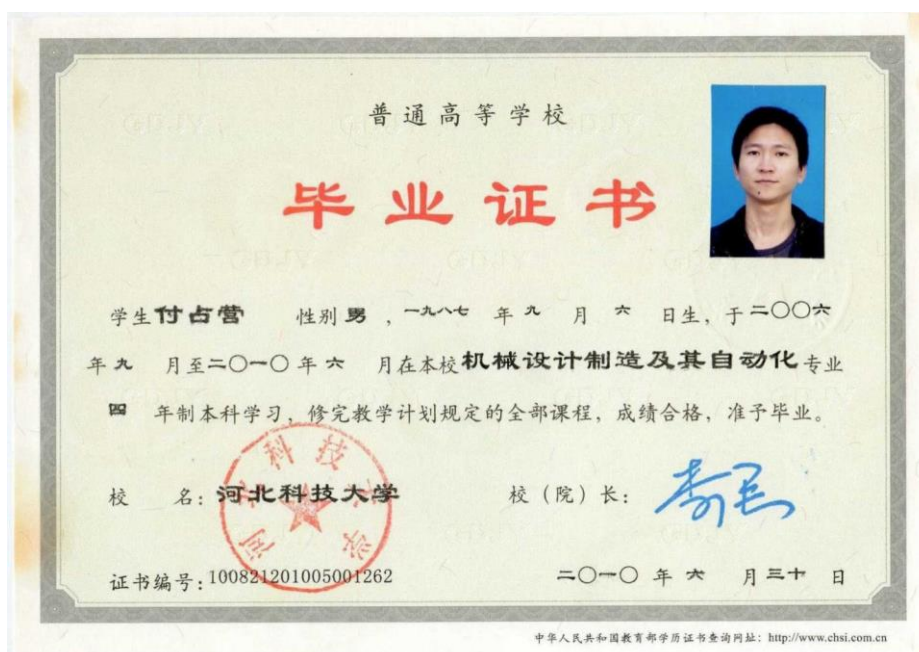 普通高等学校
毕业证书
学生付占营 性别男，一九八七年九月六日生，于二〇〇六
年九月至二〇一〇年六月在本校机械设计制造及其自动化专业
四年制本科学习，修完教学计划规定的全部课程，成绩合格，准予毕业。
校名：河北科技大学 校（院）长：
河北科技大学
证书编号：100821201005001262 二〇一〇年六月三十日
中华人民共和国教育部学历证书查询网址：http://www.chsi.com.cn